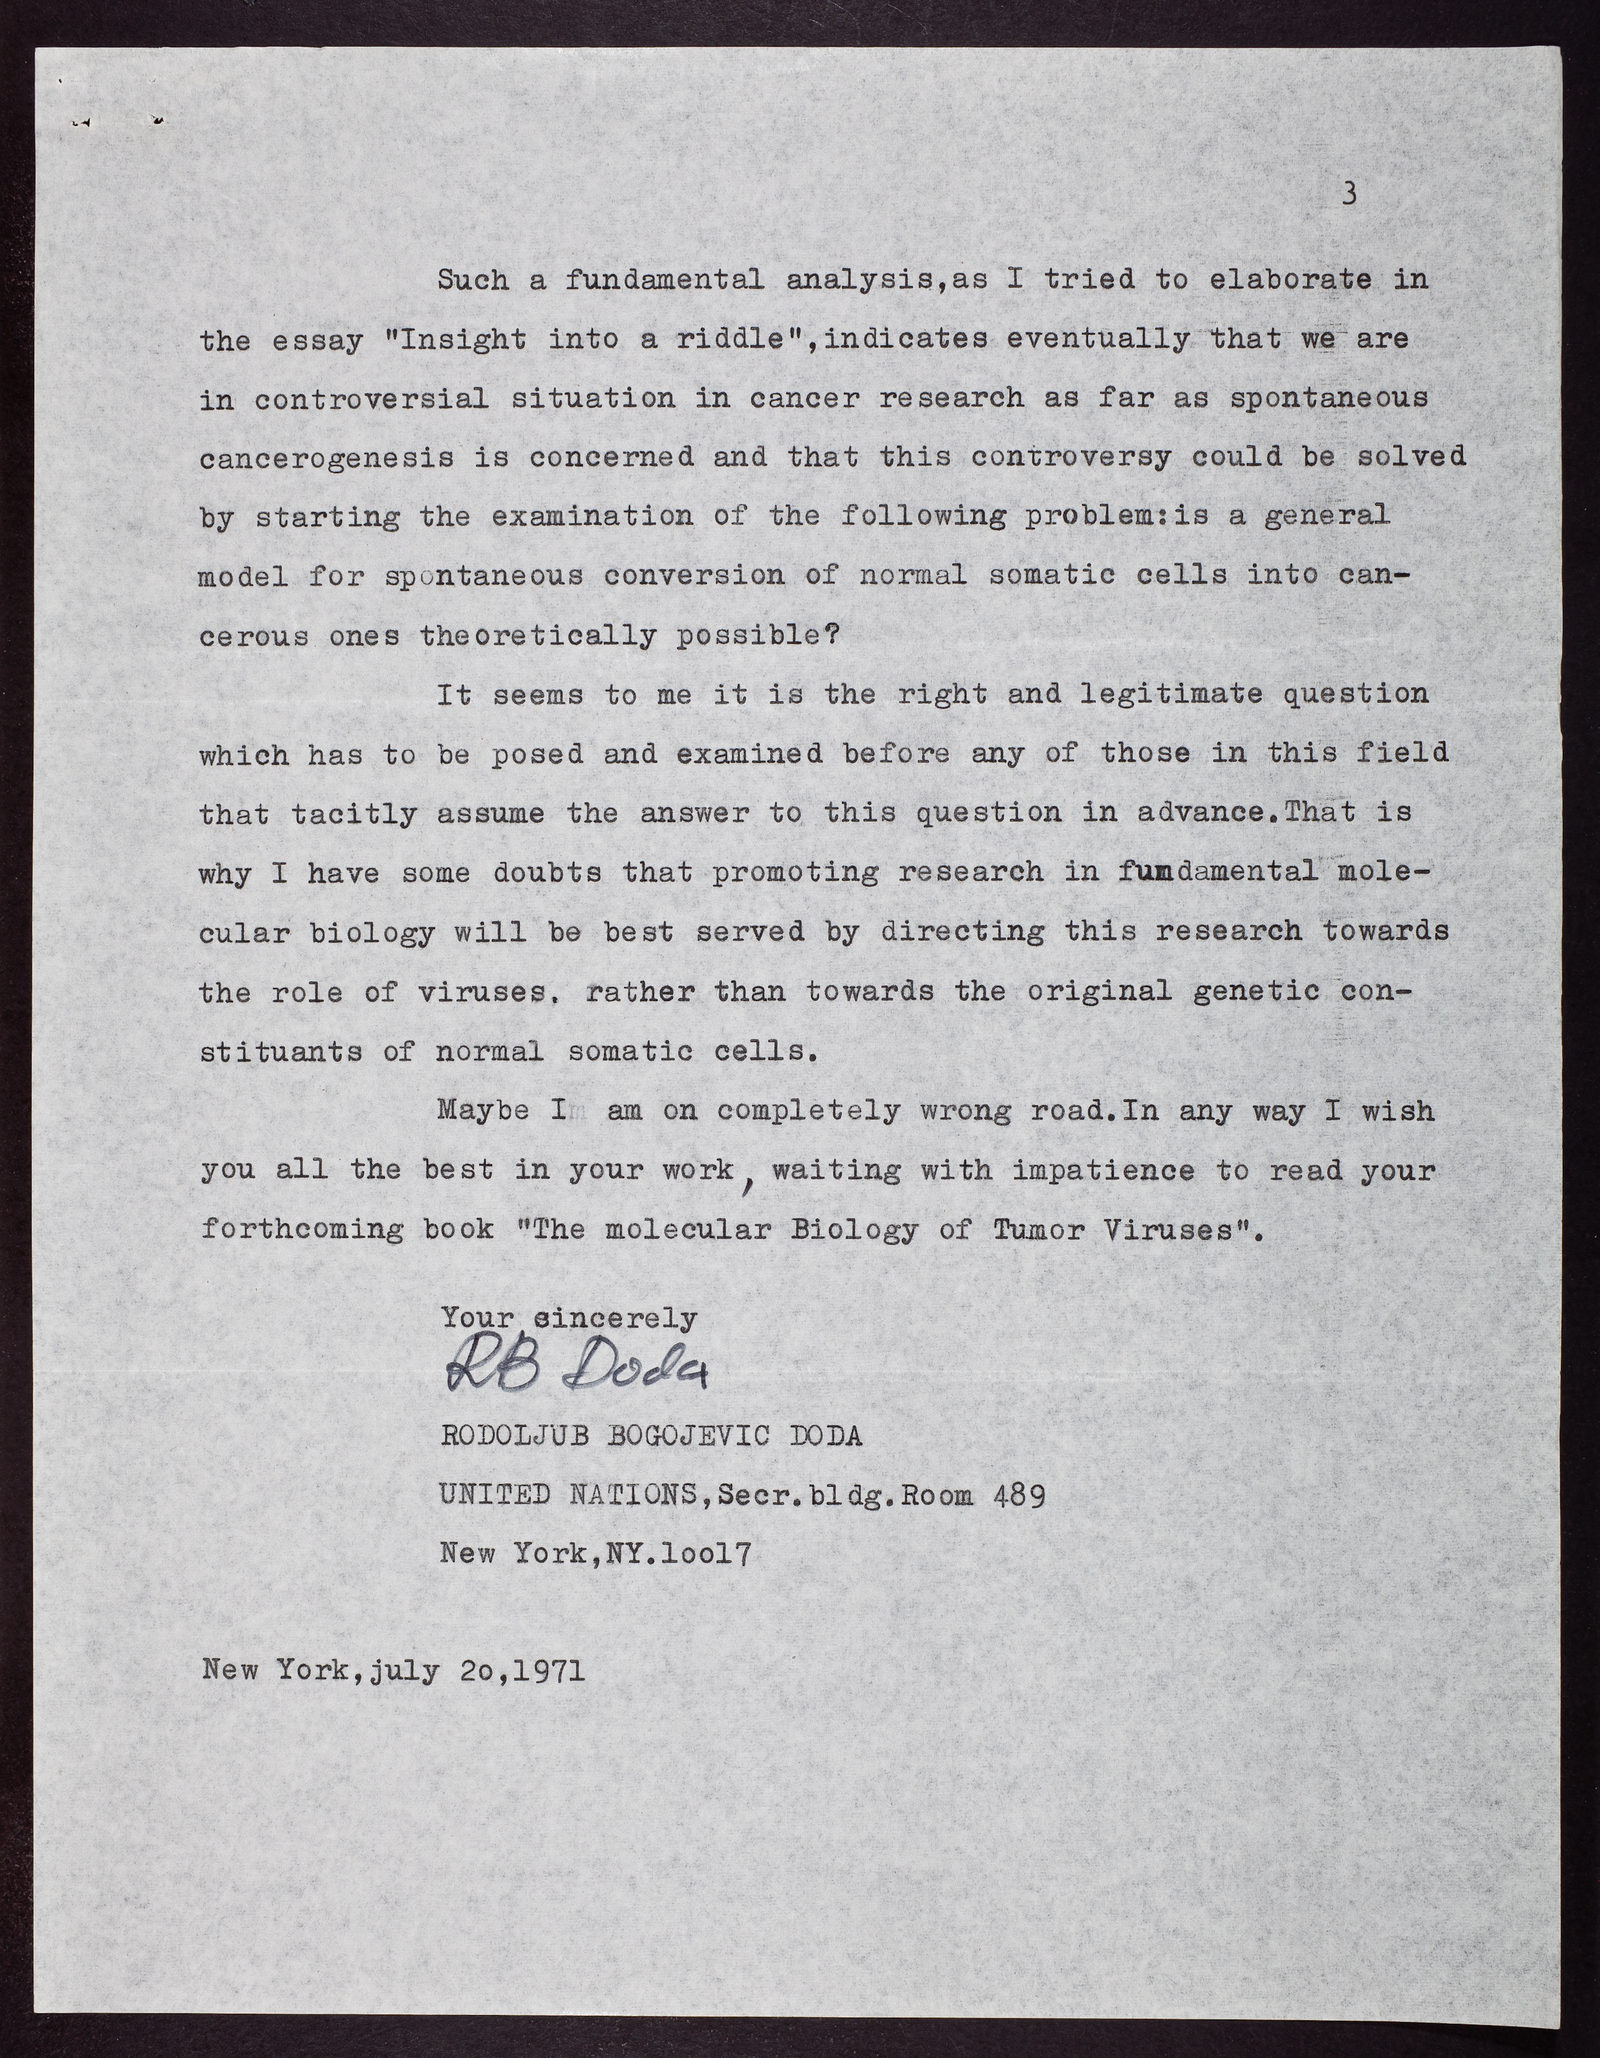 3
Such a fundamental analysis,as I tried to elaborate in
the essay "Insight into a riddle",indicates eventually that we are
in controversial situation in cancer research as far as spontaneous
cancerogenesis is concerned and that this controversy could be solved
by starting the examination of the following problem:is a general
model for spontaneous conversion of normal somatic cells into can-
cerous ones theoretically possible?
It seems to me it is the right and legitimate question
which has to be posed and examined before any of those in this field
that tacitly assume the answer to this question in advance.That is
why I have some doubts that promoting research in fundamental mole-
cular biology will be best served by directing this research towards
the role of viruses. rather than towards the original genetic con-
stituants of normal somatic cells.
Maybe I am on completely wrong road.In any way I wish
you all the best in your work, waiting with impatience to read your
forthcoming book "The molecular Biology of Tumor Viruses".
Your sincerely
RB Doda
RODOLJUB BOGOJEVIC DODA
UNITED NATIONS,Secr.bldg.Room 489
New York,NY.lool7
New York,july 2o,1971